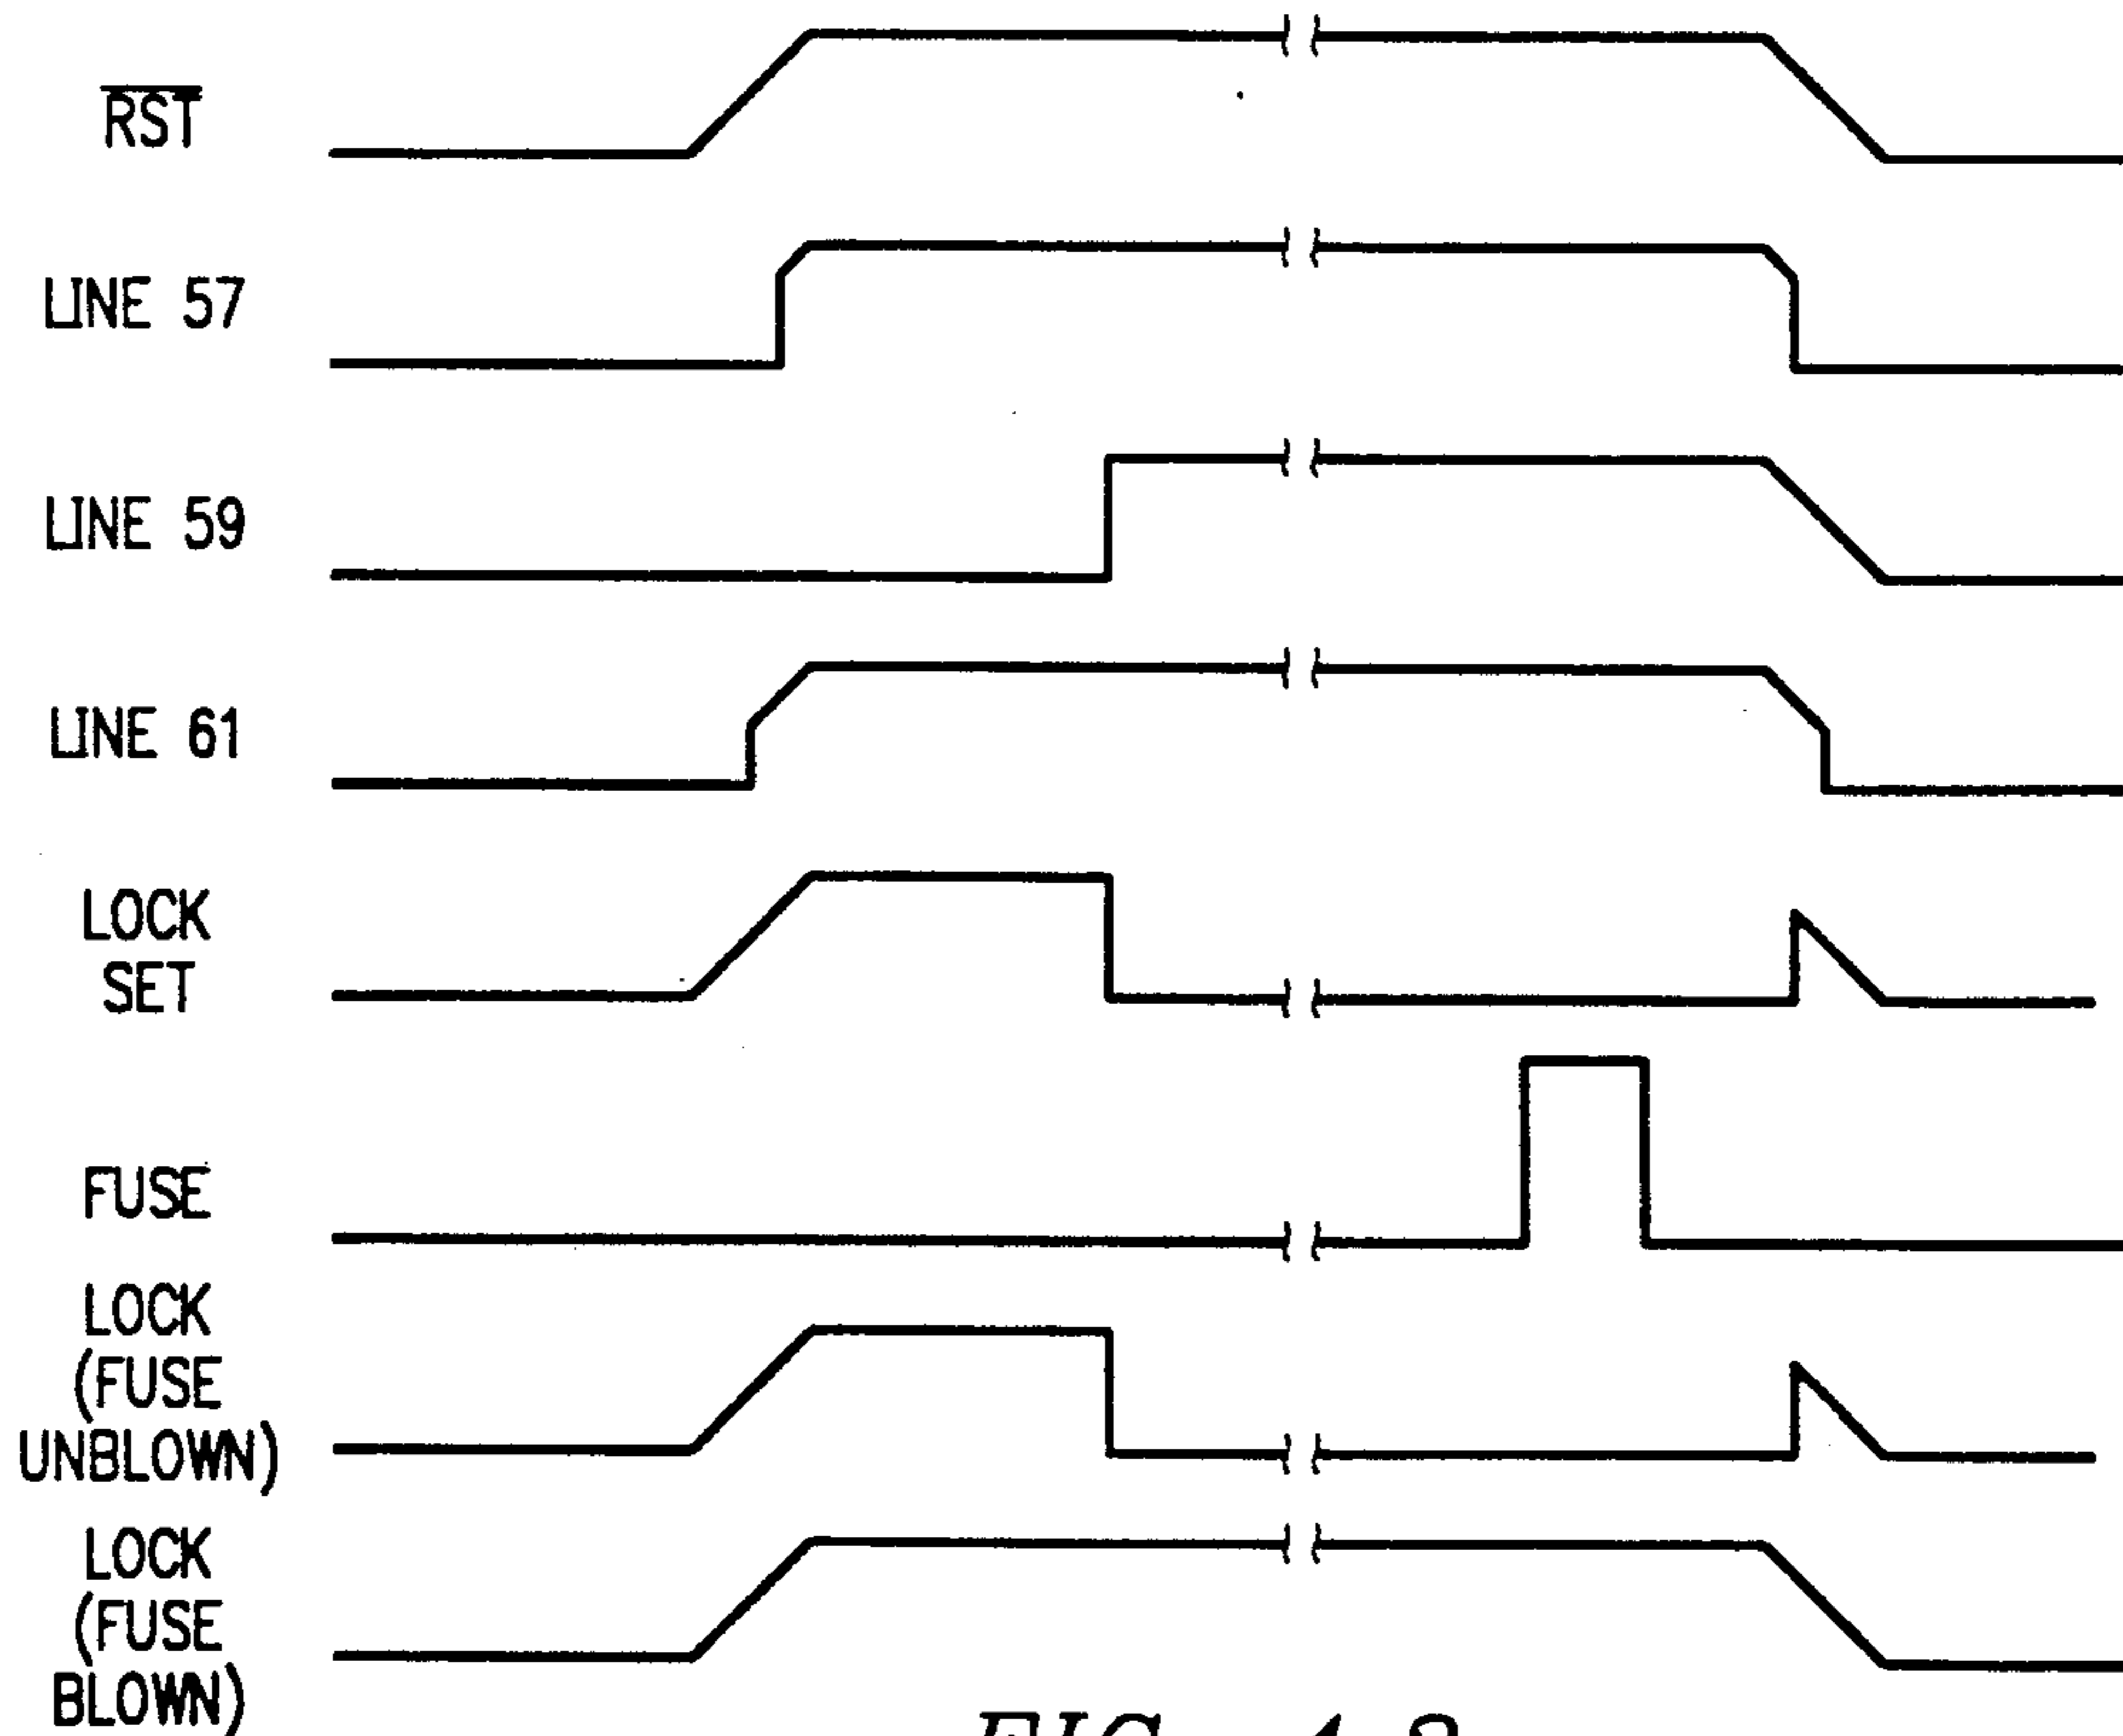 RST
LINE 57
LINE 59
LINE 61
LOCK
SET
FUSE
LOCK
(FUSE
UNBLOWN)
LOCK
(FUSE
BLOWN)